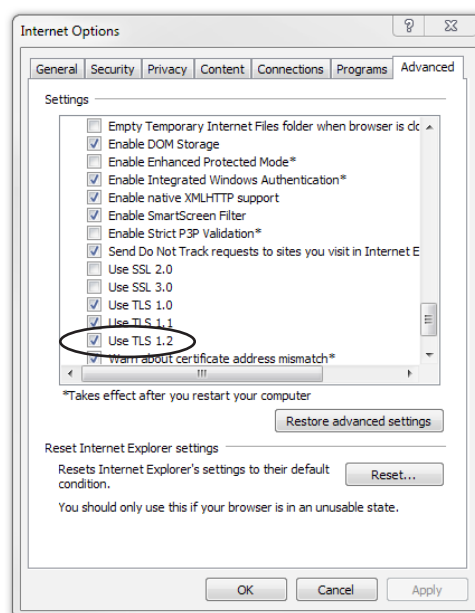 Internet Options
General Security Privacy Content Connections Programs Advanced
Settings
Empty Temporary Internet Files folder when browser is clo
Enable DOM Storage
Enable Enhanced Protected Mode*
Enable Integrated Windows Authentication*
Enable native XMLHTTP support
Enable SmartScreen Filter
Enable Strict P3P Validation*
Send Do Not Track requests to sites you visit in Internet E
Use SSL 2.0
Use SSL 3.0
Use TLS 1.0
Use TLS 1.1
Use TLS 1.2
Warn about certificate address mismatch*
*Takes effect after you restart your computer
Restore advanced settings
Reset Internet Explorer settings
Resets Internet Explorer's settings to their default
condition.
Reset...
You should only use this if your browser is in an unusable state.
OK Cancel Apply